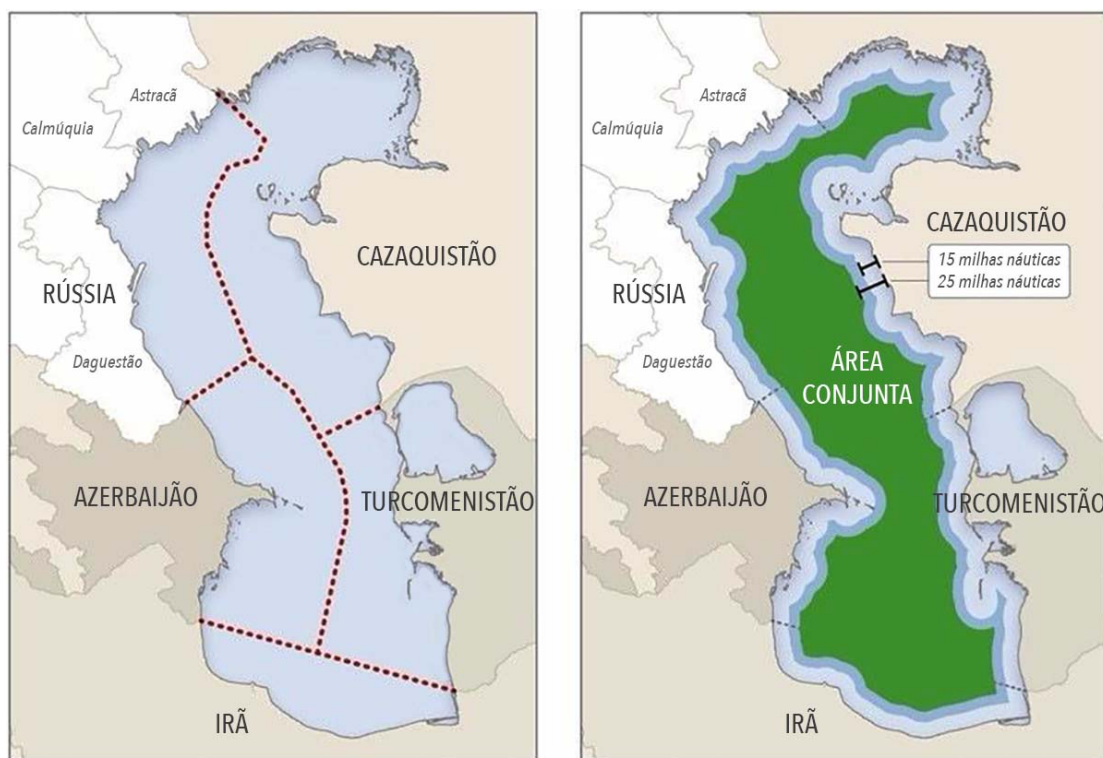 Astracã
Calmúquia
CAZAQUISTÃO
RÚSSIA
Daguestão
AZERBAIJÃO
TURCOMENISTÃO
IRÃ
Astracã
Calmúquia
CAZAQUISTÃO
15 milhas náuticas
25 milhas náuticas
RÚSSIA
Daguestão
ÁREA
CONJUNTA
AZERBAIJÃO
TURCOMENISTÃO
IRÃ